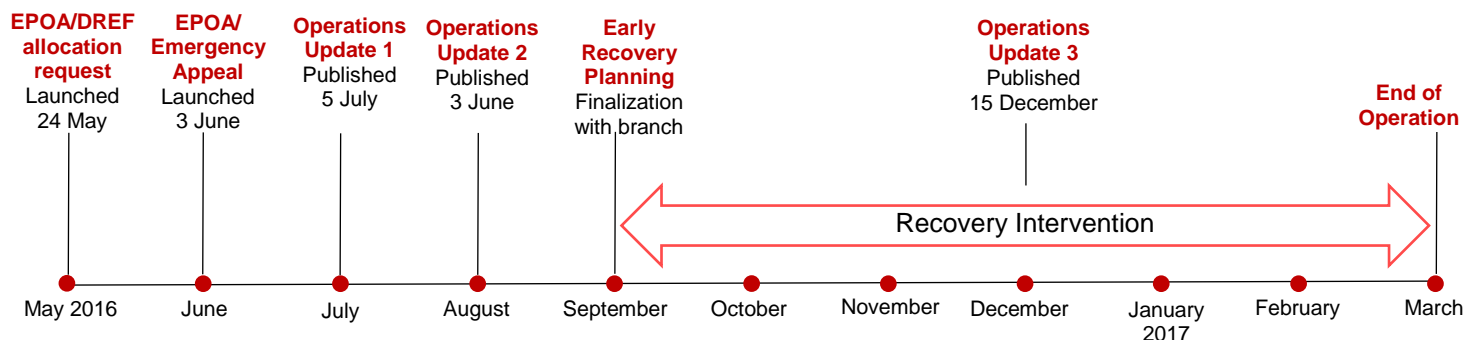 EPOA/DREF
allocation
request
Launched
24 May
EPOA/
Emergency
Appeal
Launched
3 June
Operations
Update 1
Published
5 July
Operations
Update 2
Published
3 June
Early
Recovery
Planning
Finalization
with branch
Operations
Update 3
Published
15 December
End of
Operation
Recovery Intervention
May 2016
June
July
August
September
October
November
December
January
2017
February
March